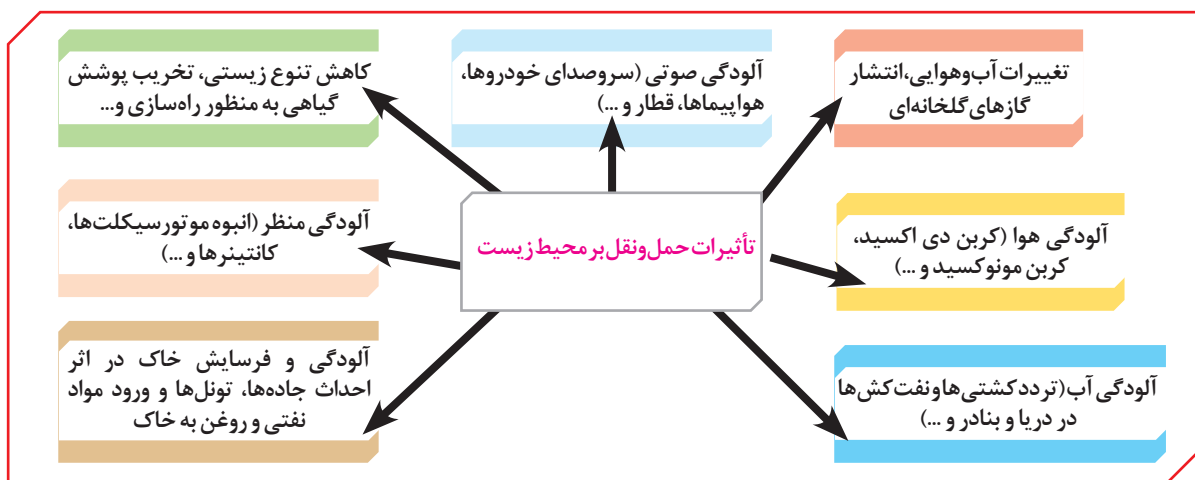 تغییرات آب‌وهوایی،انتشار
گازهای گلخانه‌ای
آلودگی صوتی (سروصدای خودروها،
هواپیماها، قطار و ...)
کاهش تنوع زیستی، تخریب پوشش
گیاهی به منظور راه‌سازی و...
تأثیرات حمل‌ونقل بر محیط زیست
آلودگی هوا (کربن دی اکسید،
کربن مونوکسید و ...)
آلودگی منظر (انبوه موتورسیکلت‌ها،
کانتینرها و ...)
آلودگی آب(تردد کشتی‌هاونفت‌کش‌ها
در دریا و بنادر و ...)
آلودگی و فرسایش خاک در اثر
احداث جاده‌ها، تونل‌ها و ورود مواد
نفتی و روغن به خاک